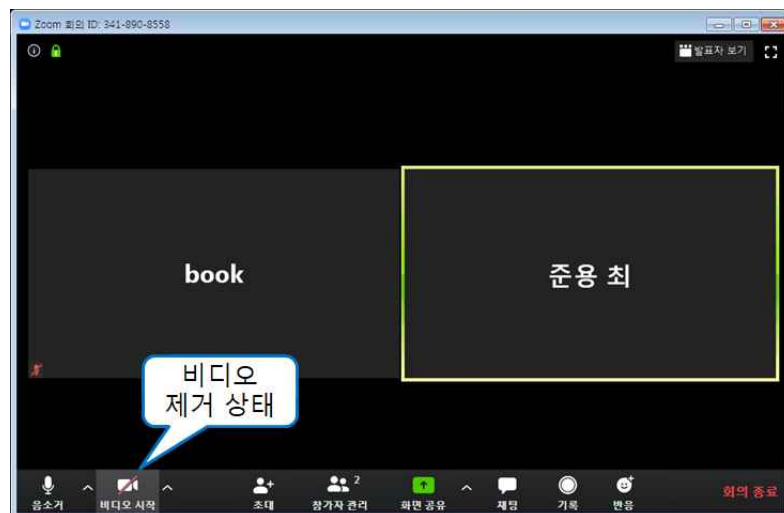 Zoom 회의 ID: 341-890-8558
발표자 보기
book
준용 최
비디오
제거 상태
2
음소거
비디오 시작
초대
참가자 관리
화면 공유
채팅
기록
반응
회의 종료